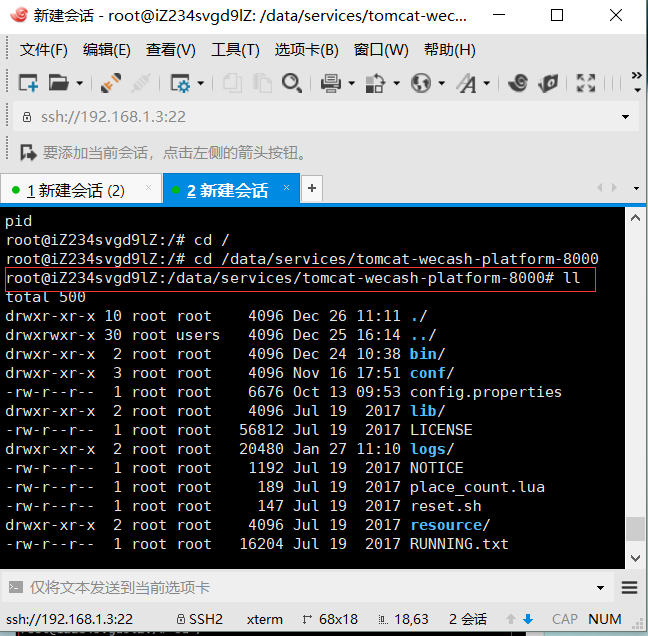 新建会话 - root@iZ234svgd9lZ: /data/services/tomcat-wec...
文件(F) 编辑(E) 查看(V) 工具(T) 选项卡(B) 窗口(W) 帮助(H)
ssh://192.168.1.3:22
要添加当前会话，点击左侧的箭头按钮。
1 新建会话 (2) × 2 新建会话 × +
pid
root@iZ234svgd9lZ:/# cd /
root@iZ234svgd9lZ:/# cd /data/services/tomcat-wecash-platform-8000
root@iZ234svgd9lZ:/data/services/tomcat-wecash-platform-8000# ll
total 500
drwxr-xr-x 10 root root 4096 Dec 26 11:11 ./
drwxrwxr-x 30 root users 4096 Dec 25 16:14 ../
drwxr-xr-x 2 root root 4096 Dec 24 10:38 bin/
drwxr-xr-x 3 root root 4096 Nov 16 17:51 conf/
-rw-r--r-- 1 root root 6676 Oct 13 09:53 config.properties
drwxr-xr-x 2 root root 4096 Jul 19 2017 lib/
-rw-r--r-- 1 root root 56812 Jul 19 2017 LICENSE
drwxr-xr-x 2 root root 20480 Jan 27 11:10 logs/
-rw-r--r-- 1 root root 1192 Jul 19 2017 NOTICE
-rw-r--r-- 1 root root 189 Jul 19 2017 place_count.lua
-rw-r--r-- 1 root root 147 Jul 19 2017 reset.sh
drwxr-xr-x 2 root root 4096 Jul 19 2017 resource/
-rw-r--r-- 1 root root 16204 Jul 19 2017 RUNNING.txt
仅将文本发送到当前选项卡
ssh://192.168.1.3:22 SSH2 xterm 68x18 18,63 2 会话 CAP NUM